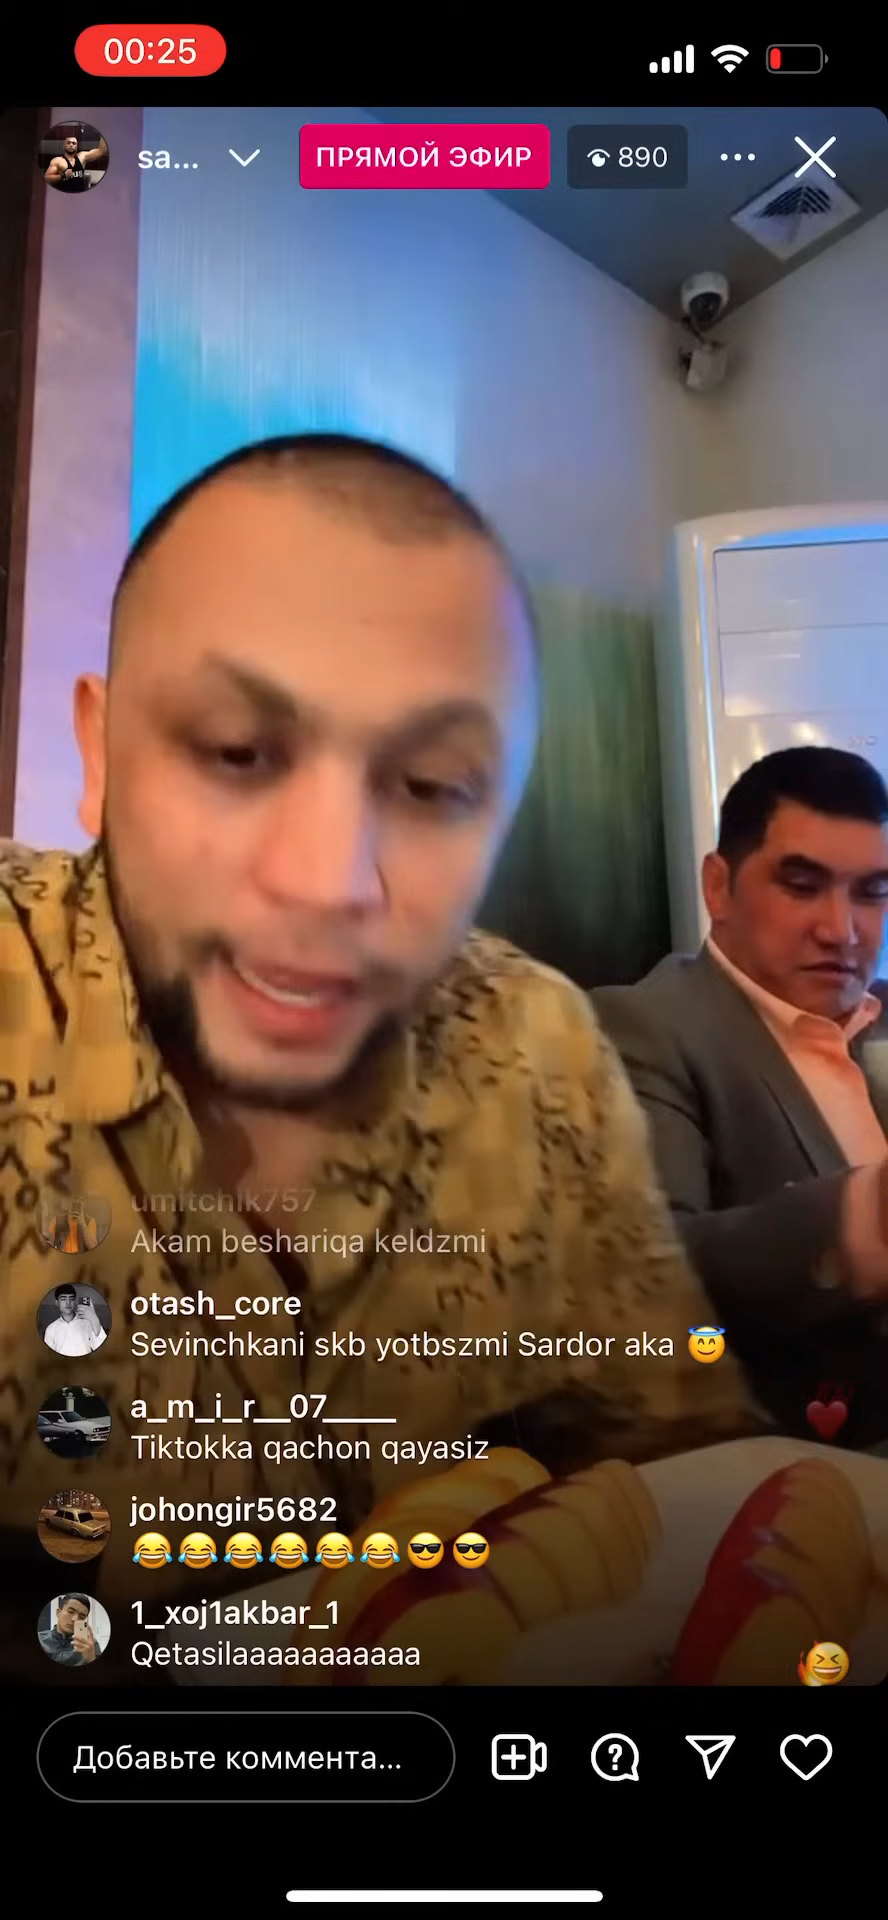 00:25
sa...
ПРЯМОЙ ЭФИР
890
umitchik757
Akam beshariqa keldzmi
otash_core
Sevinchkani skb yotbszmi Sardor aka 😇
a_m_i_r__07____
Tiktokka qachon qayasiz
johongir5682
😂😂😂😂😂😂😎😎
1_xoj1akbar_1
Qetasilaaaaaaaaaaa
Добавьте коммента...